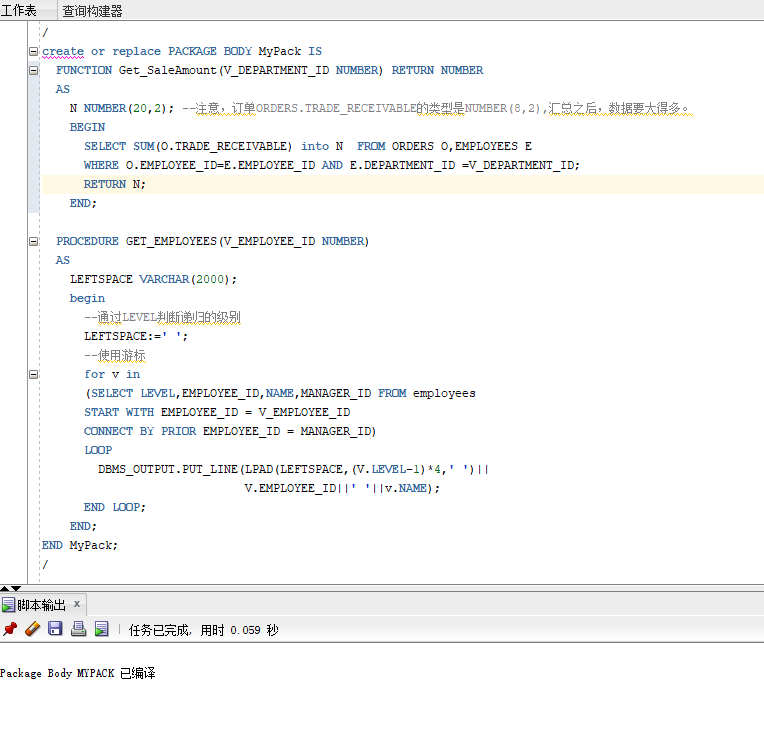 工作表 查询构建器
/
create or replace PACKAGE BODY MyPack IS
FUNCTION Get_SaleAmount(V_DEPARTMENT_ID NUMBER) RETURN NUMBER
AS
N NUMBER(20,2); --注意，订单ORDERS.TRADE_RECEIVABLE的类型是NUMBER(8,2),汇总之后，数据要大得多。
BEGIN
SELECT SUM(O.TRADE_RECEIVABLE) into N  FROM ORDERS O,EMPLOYEES E
WHERE O.EMPLOYEE_ID=E.EMPLOYEE_ID AND E.DEPARTMENT_ID =V_DEPARTMENT_ID;
RETURN N;
END;
PROCEDURE GET_EMPLOYEES(V_EMPLOYEE_ID NUMBER)
AS
LEFTSPACE VARCHAR(2000);
begin
--通过LEVEL判断递归的级别
LEFTSPACE:=' ';
--使用游标
for v in
(SELECT LEVEL,EMPLOYEE_ID,NAME,MANAGER_ID FROM employees
START WITH EMPLOYEE_ID = V_EMPLOYEE_ID
CONNECT BY PRIOR EMPLOYEE_ID = MANAGER_ID)
LOOP
DBMS_OUTPUT.PUT_LINE(LPAD(LEFTSPACE,(V.LEVEL-1)*4,' ')||
V.EMPLOYEE_ID||' '||v.NAME);
END LOOP;
END;
END MyPack;
/
脚本输出 x
任务已完成, 用时 0.059 秒
Package Body MYPACK 已编译